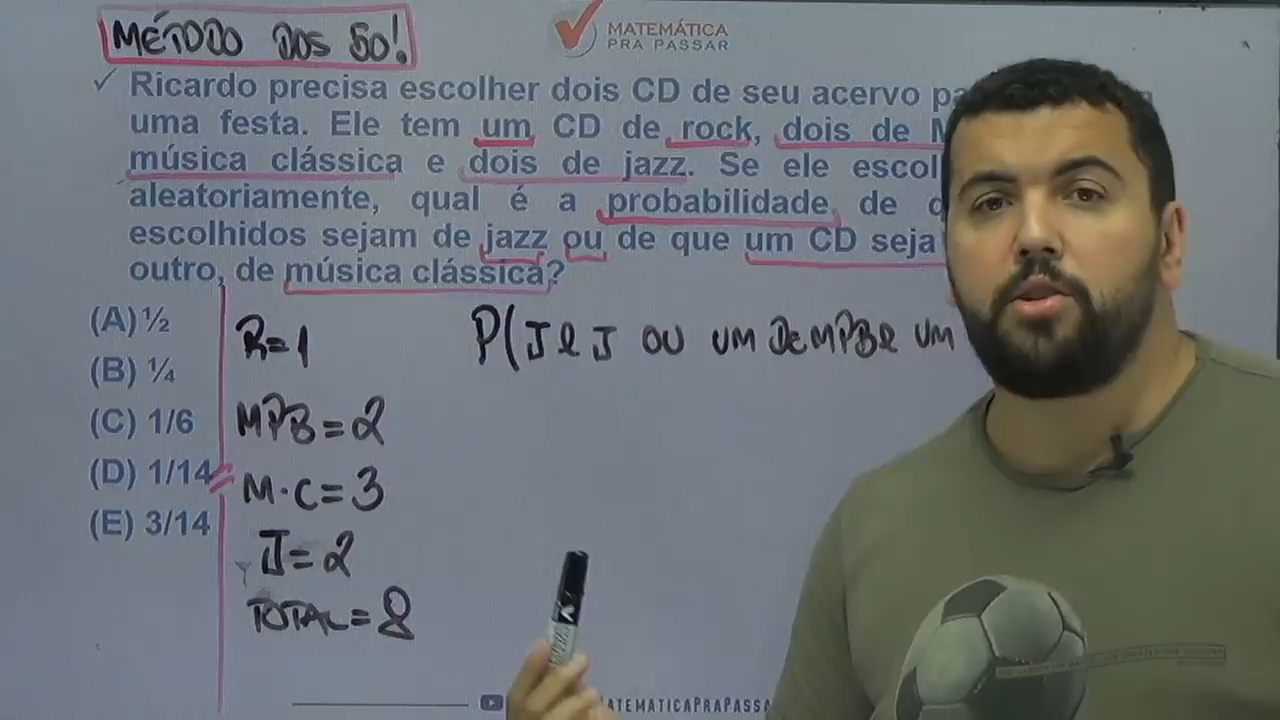 MÉTODO DOS 50!
MATEMÁTICA
PRA PASSAR
✓ Ricardo precisa escolher dois CD de seu acervo
uma festa. Ele tem um CD de rock, dois de
música clássica e dois de jazz. Se ele
aleatoriamente, qual é a probabilidade, de
escolhidos sejam de jazz ou de que um CD seja
outro, de música clássica?
(A) ½
(B) ¼
(C) 1/6
(D) 1/14
(E) 3/14
R=1
MPB=2
M.C=3
J=2
TOTAL=8
P(J e J OU UM DE MPB e UM
MATEMATICAPRAPASSA